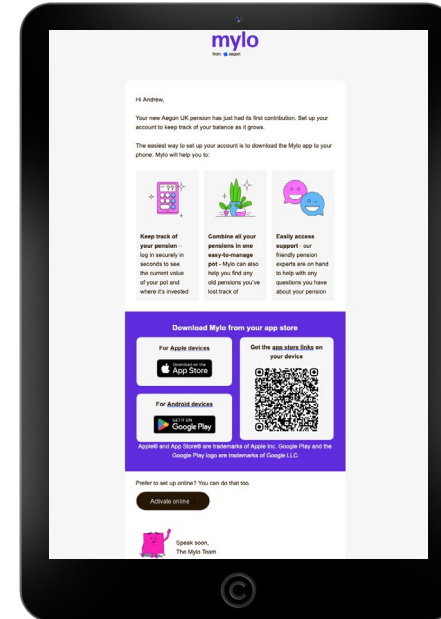 mylo
from aegon
Hi Andrew,
Your new Aegon UK pension has just had its first contribution. Set up your
account to keep track of your balance as it grows.
The easiest way to set up your account is to download the Mylo app to your
phone. Mylo will help you to:
Keep track of
your pension –
log in securely in
seconds to see
the current value
of your pot and
where it's invested
Combine all your
pensions in one
easy-to-manage
pot - Mylo can also
help you find any
old pensions you've
lost track of
Easily access
support - our
friendly pension
experts are on hand
to help with any
questions you have
about your pension
Download Mylo from your app store
For Apple devices
Download on the
App Store
For Android devices
GET IT ON
Google Play
Get the app store links on
your device
Apple® and App Store® are trademarks of Apple Inc. Google Play and the
Google Play logo are trademarks of Google LLC
Prefer to set up online? You can do that too.
Activate online
Speak soon,
The Mylo Team
©